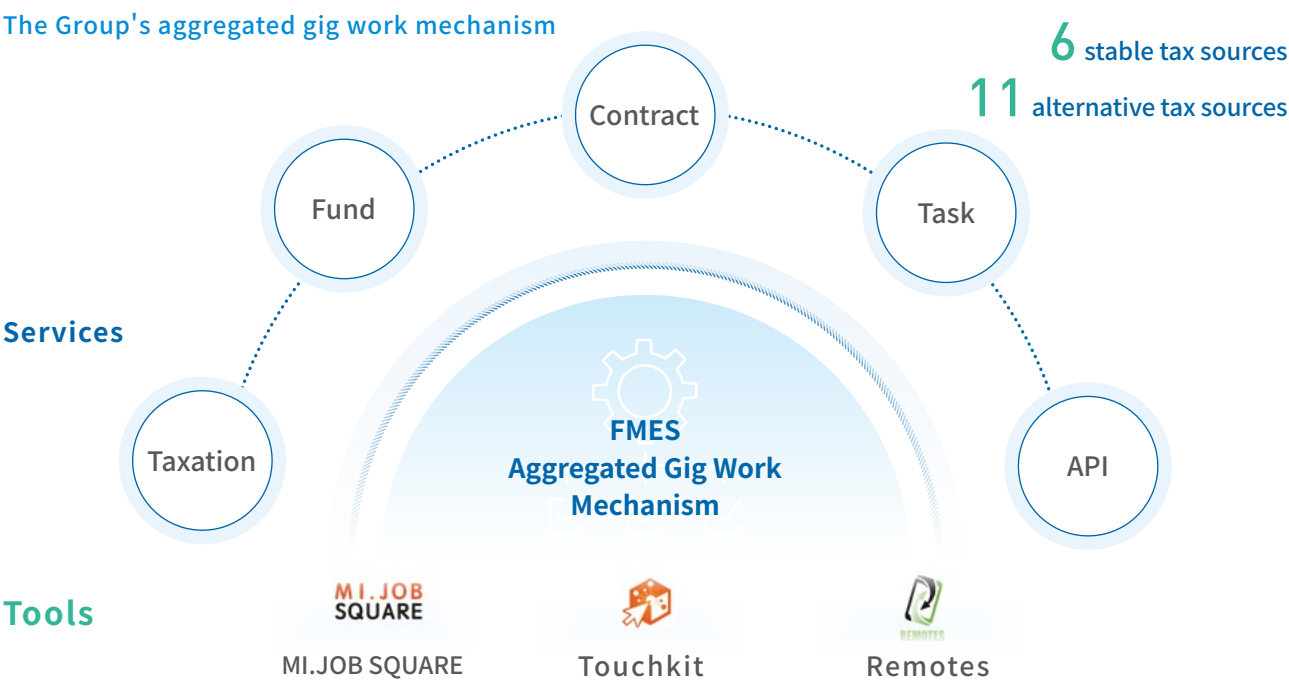 The Group's aggregated gig work mechanism
6 stable tax sources
11 alternative tax sources
Contract
Fund
Task
Services
Taxation
API
FMES
Aggregated Gig Work
Mechanism
Tools
MI.JOB
SQUARE
REMOTES
MI.JOB SQUARE
Touchkit
Remotes